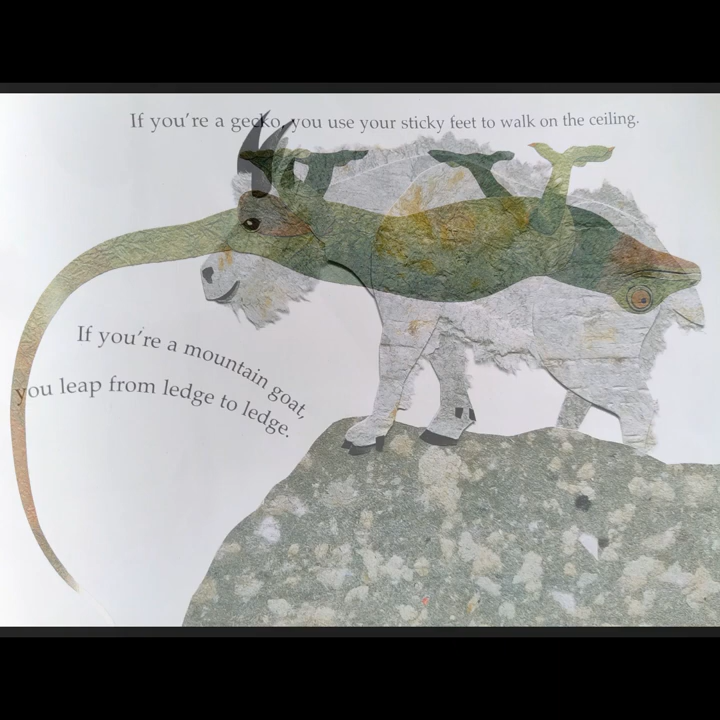 If you're a gecko, you use your sticky feet to walk on the ceiling.
If you're a mountain goat,
you leap from ledge to ledge.